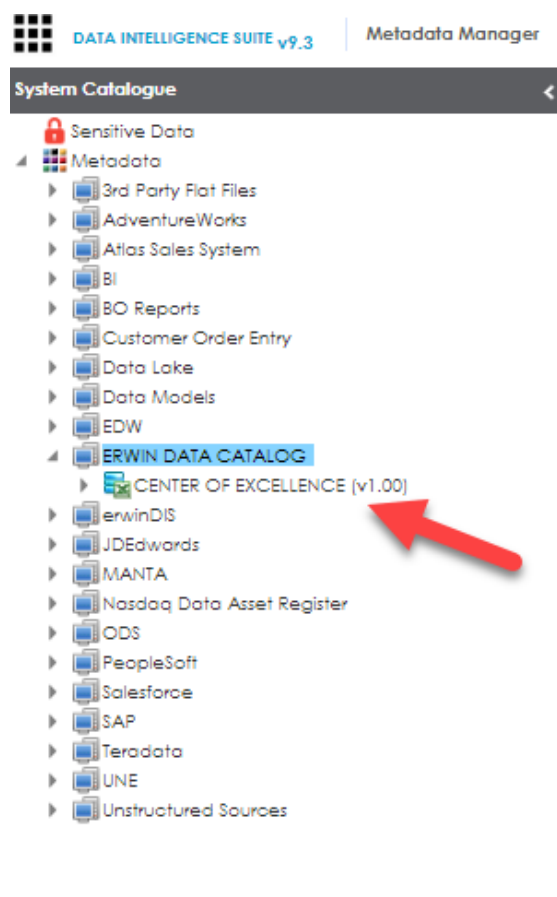 DATA INTELLIGENCE SUITE v9.3
Metadata Manager
System Catalogue
Sensitive Data
Metadata
3rd Party Flat Files
AdventureWorks
Atlas Sales System
BI
BO Reports
Customer Order Entry
Data Lake
Data Models
EDW
ERWIN DATA CATALOG
CENTER OF EXCELLENCE (v1.00)
erwinDIS
JDEdwards
MANTA
Nasdaq Data Asset Register
ODS
PeopleSoft
Salesforce
SAP
Teradata
UNE
Unstructured Sources